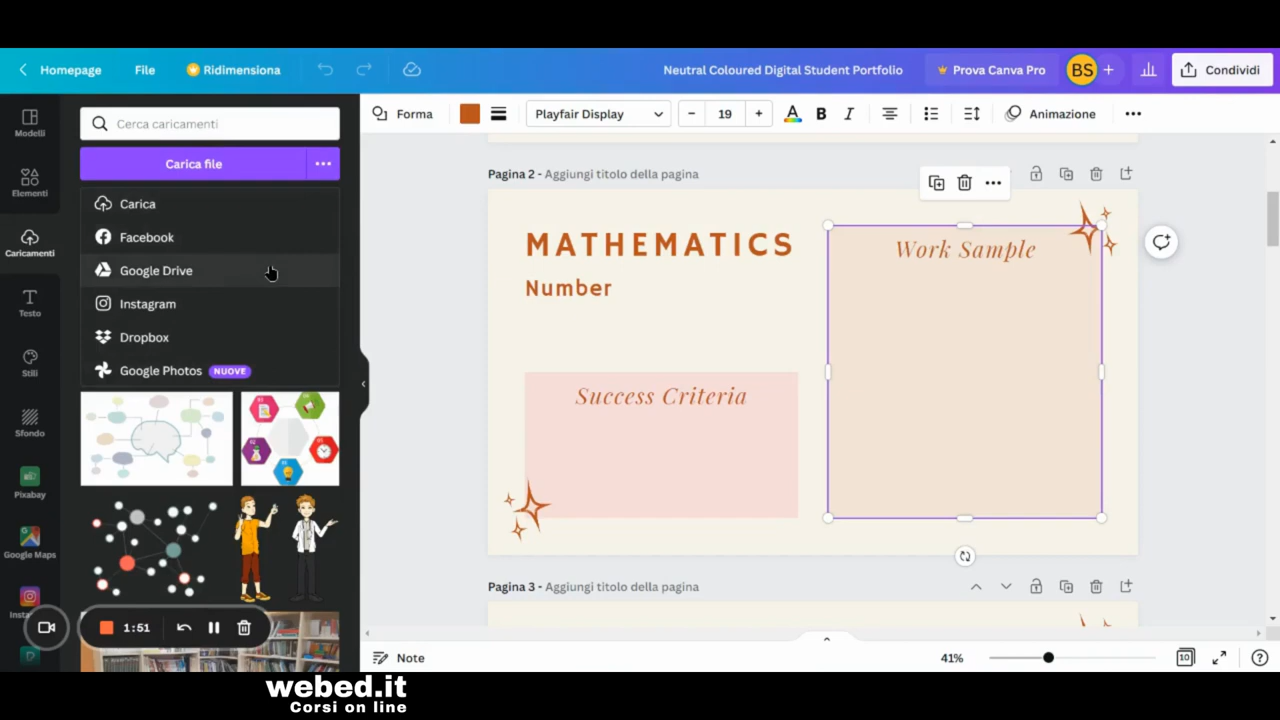 Homepage
File
Ridimensiona
Neutral Coloured Digital Student Portfolio
Prova Canva Pro
BS
Condividi
Modelli
Elementi
Caricamenti
Testo
Stili
Sfondo
Pixabay
Google Maps
Cerca caricamenti
Carica file
Carica
Facebook
Google Drive
Instagram
Dropbox
Google Photos NUOVE
1:51
Forma
Playfair Display
19
A
B
I
Animazione
Pagina 2 - Aggiungi titolo della pagina
MATHEMATICS
Number
Success Criteria
Work Sample
Pagina 3 - Aggiungi titolo della pagina
Note
41%
10
webed.it
Corsi on line